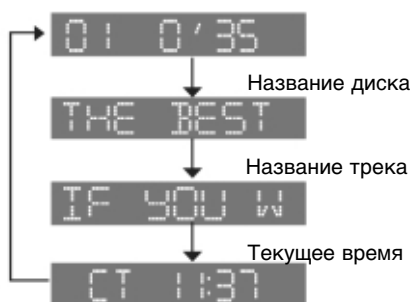 01 0'35
Название диска
THE BEST
Название трека
IF YOU W
Текущее время
CT 11:37